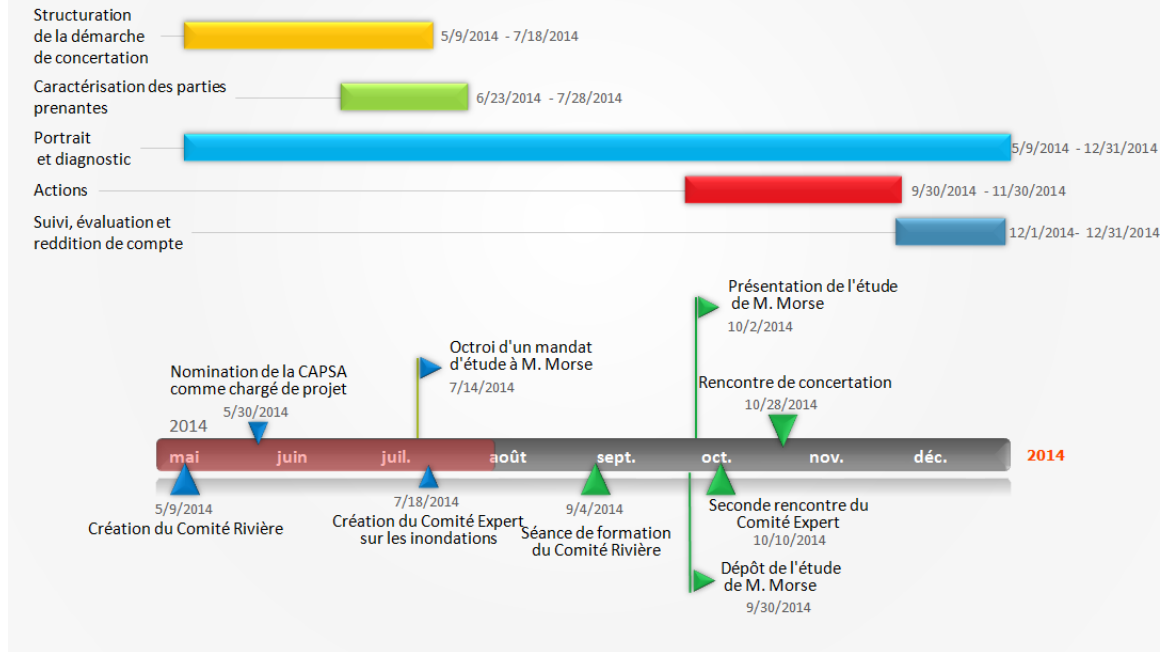 Structuration
de la démarche
de concertation
5/9/2014 - 7/18/2014
Caractérisation des parties
prenantes
6/23/2014 - 7/28/2014
Portrait
et diagnostic
5/9/2014 - 12/31/2014
Actions
9/30/2014 - 11/30/2014
Suivi, évaluation et
reddition de compte
12/1/2014- 12/31/2014
Présentation de l'étude
de M. Morse
10/2/2014
Octroi d'un mandat
d'étude à M. Morse
7/14/2014
Nomination de la CAPSA
comme chargé de projet
5/30/2014
Rencontre de concertation
10/28/2014
2014
mai juin juil. août sept. oct. nov. déc. 2014
5/9/2014
Création du Comité Rivière
7/18/2014
Création du Comité Expert
sur les inondations
9/4/2014
Séance de formation
du Comité Rivière
Seconde rencontre du
Comité Expert
10/10/2014
Dépôt de l'étude
de M. Morse
9/30/2014